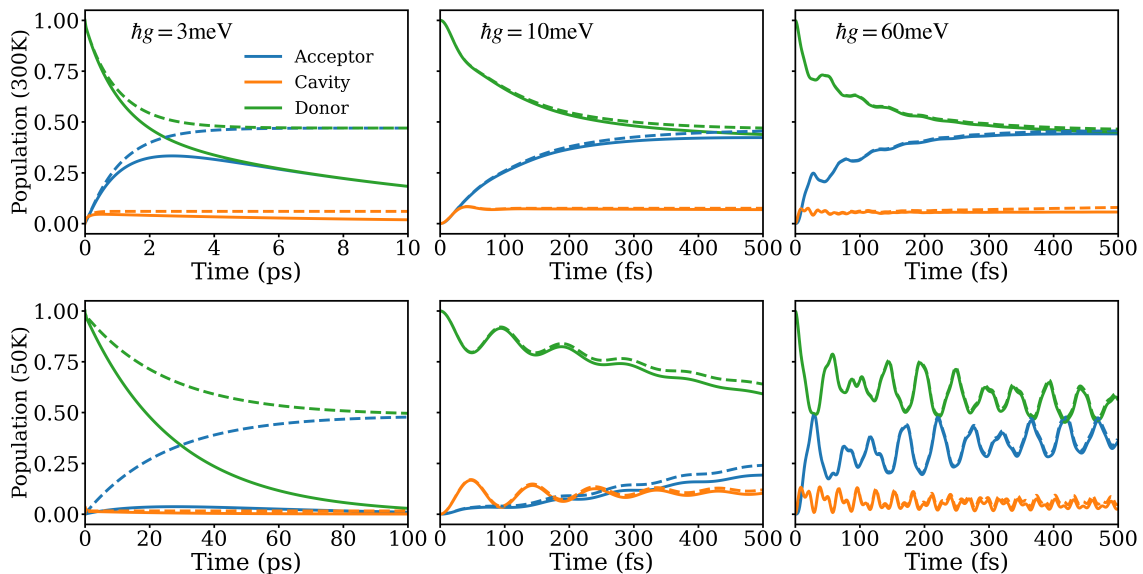 ħg = 3meV
Acceptor
Cavity
Donor
Population (300K)
1.00
0.75
0.50
0.25
0.00
0 2 4 6 8 10
Time (ps)
ħg = 10meV
0 100 200 300 400 500
Time (fs)
ħg = 60meV
0 100 200 300 400 500
Time (fs)
Population (50K)
1.00
0.75
0.50
0.25
0.00
0 20 40 60 80 100
Time (ps)
0 100 200 300 400 500
Time (fs)
0 100 200 300 400 500
Time (fs)